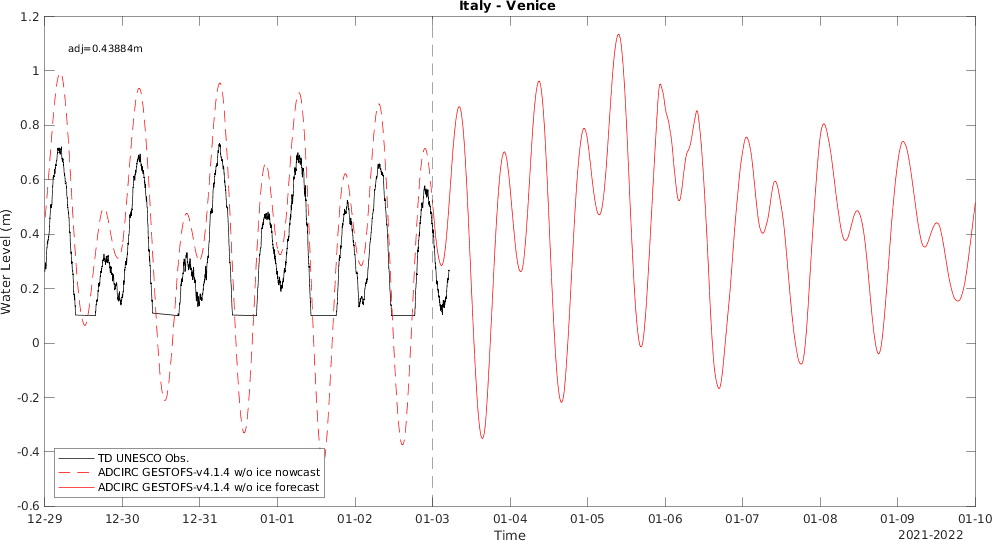 Italy - Venice
adj=0.43884m
1.2
1
0.8
0.6
0.4
0.2
0
-0.2
-0.4
-0.6
Water Level (m)
TD UNESCO Obs.
ADCIRC GESTOFS-v4.1.4 w/o ice nowcast
ADCIRC GESTOFS-v4.1.4 w/o ice forecast
12-29 12-30 12-31 01-01 01-02 01-03 01-04 01-05 01-06 01-07 01-08 01-09 01-10
Time
2021-2022